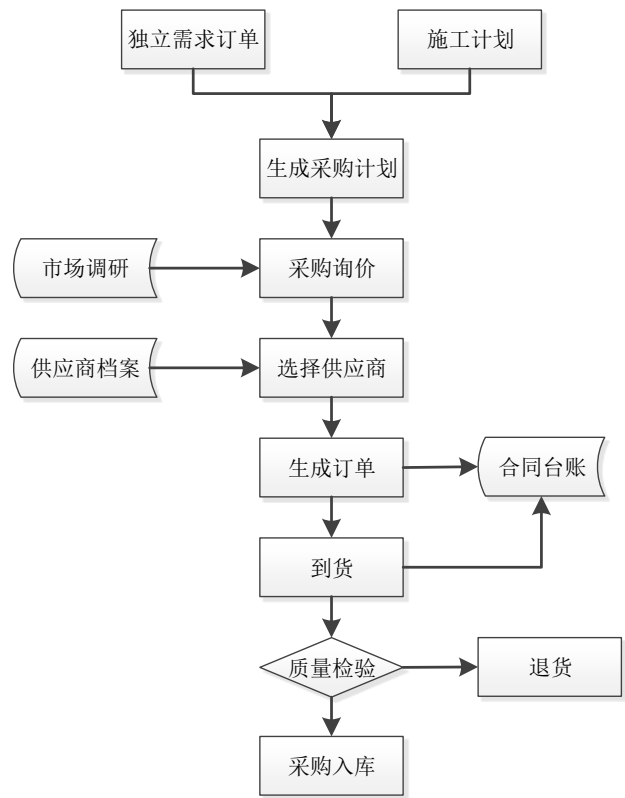 独立需求订单
施工计划
生成采购计划
市场调研
采购询价
供应商档案
选择供应商
生成订单
合同台账
到货
质量检验
退货
采购入库